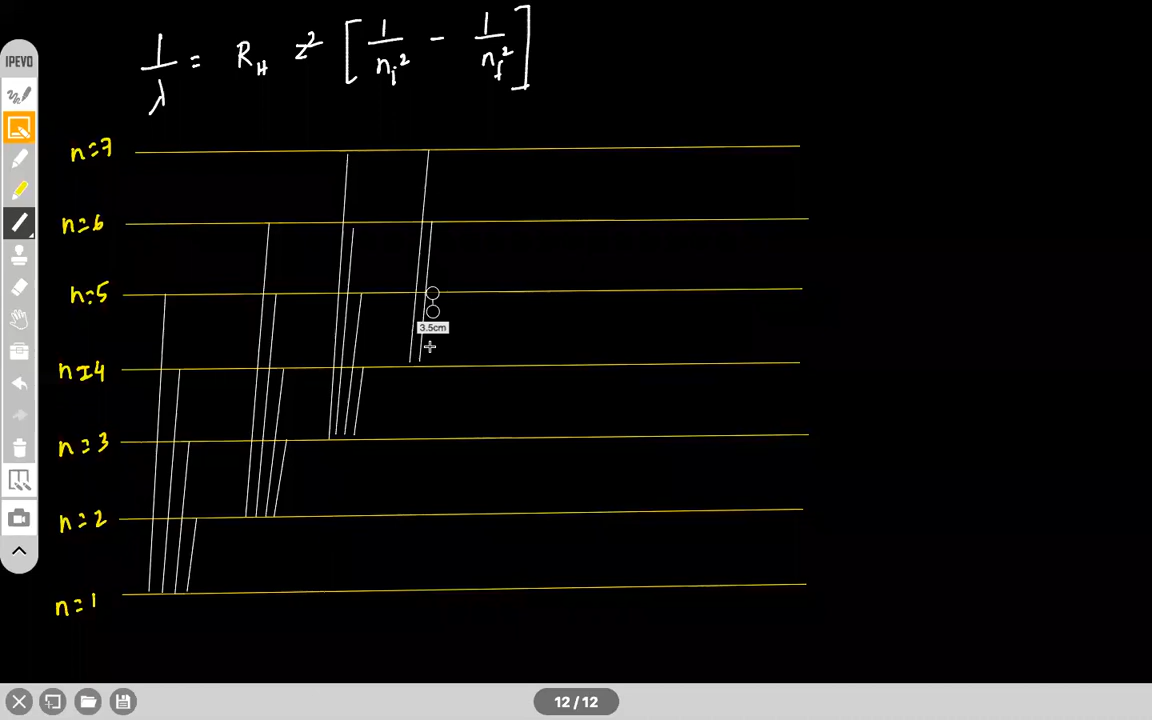 1/λ = R_H z² [1/n_i² - 1/n_f²]
IPEVO
n=7
n=6
n=5
3.5cm
n=4
n=3
n=2
n=1
12/12